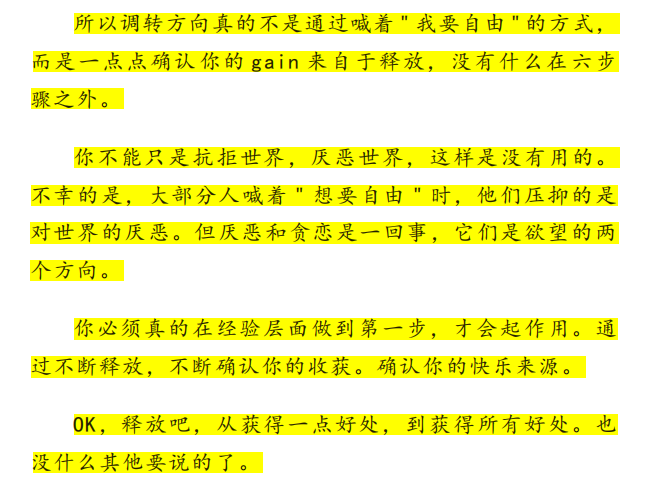 所以调转方向真的不是通过喊着"我要自由"的方式，
而是一点点确认你的gain来自于释放，没有什么在六步
骤之外。
你不能只是抗拒世界，厌恶世界，这样是没有用的。
不幸的是，大部分人喊着"想要自由"时，他们压抑的是
对世界的厌恶。但厌恶和贪恋是一回事，它们是欲望的两
个方向。
你必须真的在经验层面做到第一步，才会起作用。通
过不断释放，不断确认你的收获。确认你的快乐来源。
OK，释放吧，从获得一点好处，到获得所有好处。也
没什么其他要说的了。